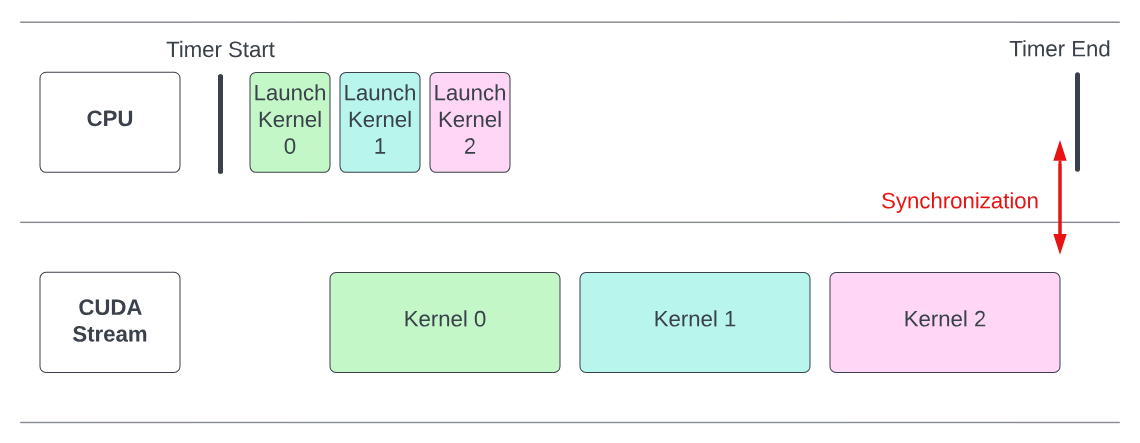 Timer Start
Timer End
CPU
Launch
Kernel
0
Launch
Kernel
1
Launch
Kernel
2
Synchronization
CUDA
Stream
Kernel 0
Kernel 1
Kernel 2